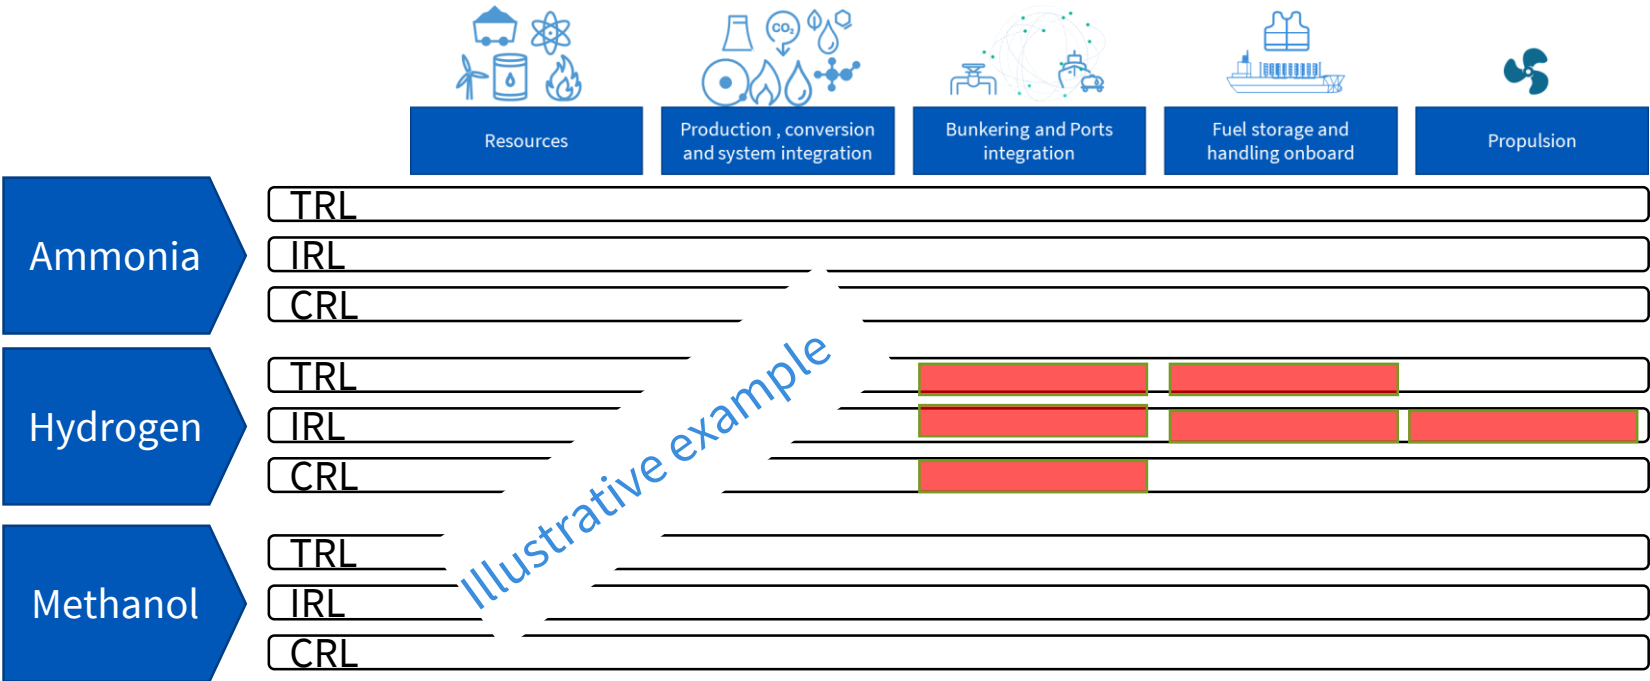 CO₂
Resources
Production , conversion
and system integration
Bunkering and Ports
integration
Fuel storage and
handling onboard
Propulsion
Ammonia
TRL
IRL
CRL
Hydrogen
TRL
IRL
CRL
Illustrative example
Methanol
TRL
IRL
CRL